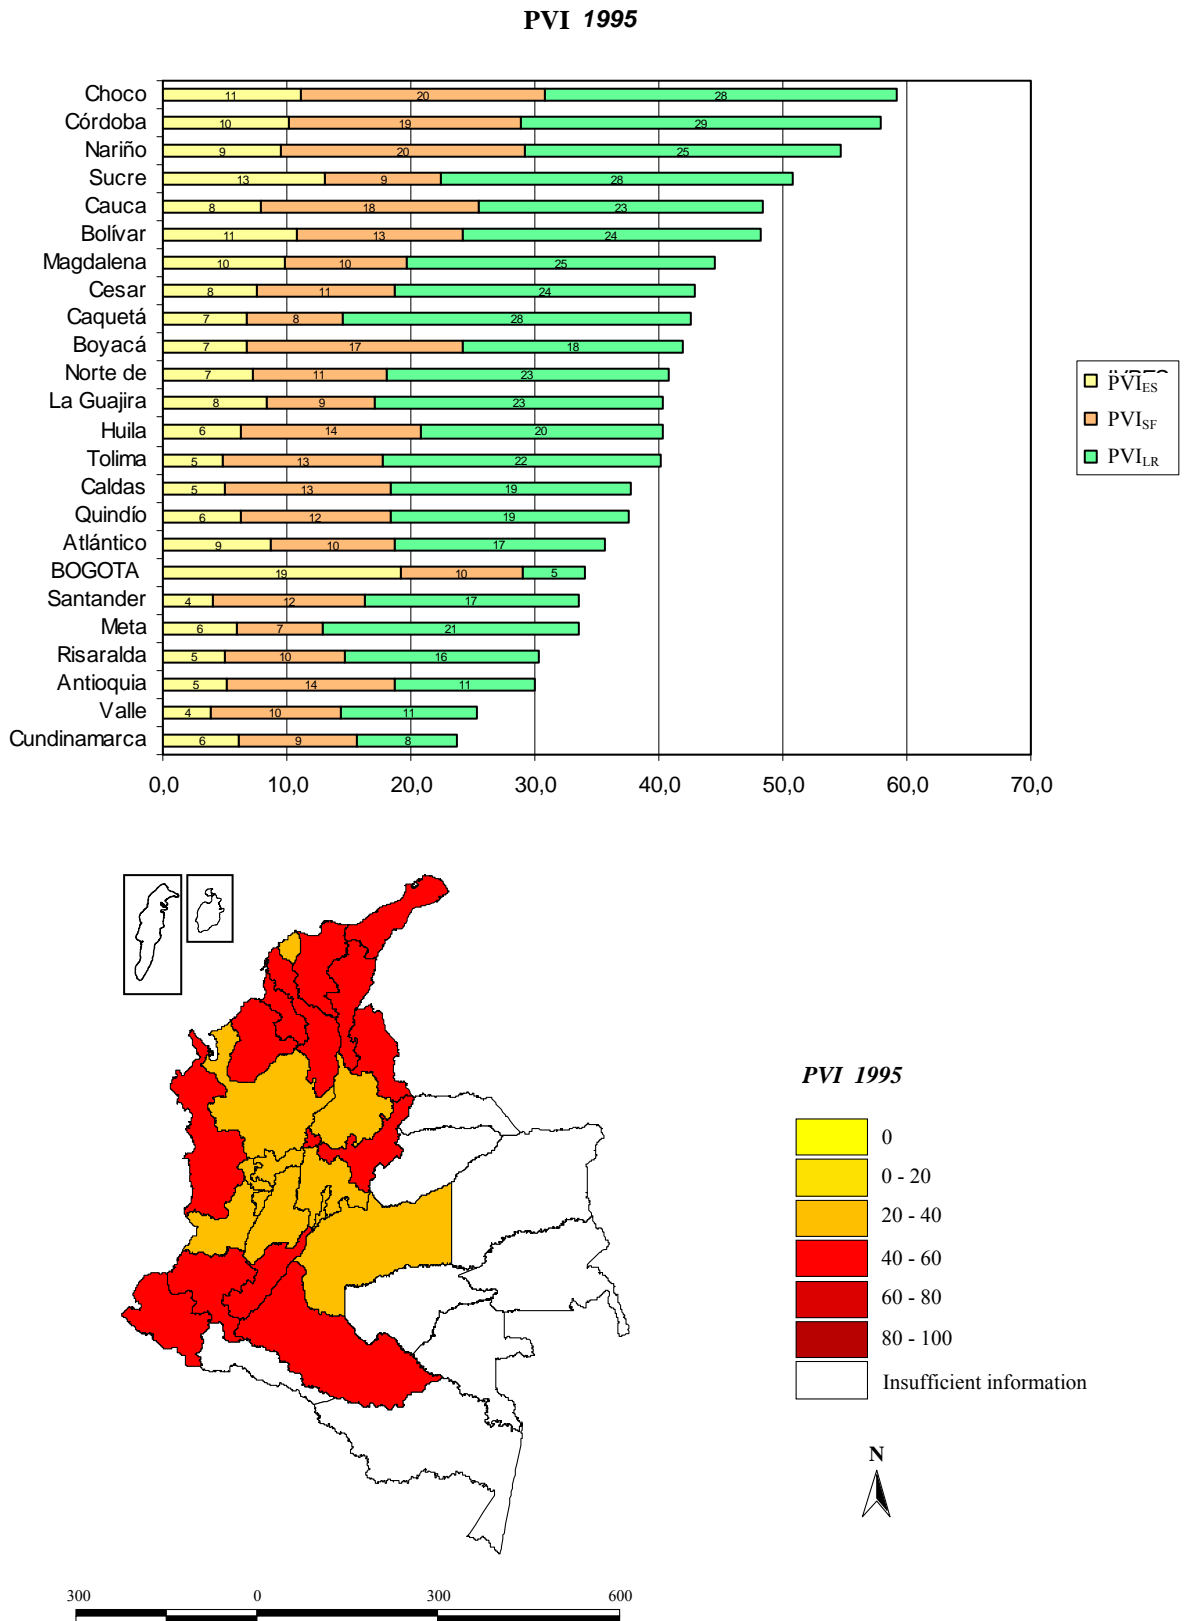 PVI 1995
Choco 11 20 28
Córdoba 10 19 29
Nariño 9 20 25
Sucre 13 9 28
Cauca 8 18 23
Bolívar 11 13 24
Magdalena 10 10 25
Cesar 8 11 24
Caquetá 7 8 28
Boyacá 7 17 18
Norte de 7 11 23
La Guajira 8 9 23
Huila 6 14 20
Tolima 5 13 22
Caldas 5 13 19
Quindío 6 12 19
Atlántico 9 10 17
BOGOTA 19 10 5
Santander 4 12 17
Meta 6 7 21
Risaralda 5 10 16
Antioquia 5 14 11
Valle 4 10 11
Cundinamarca 6 9 8
0,0 10,0 20,0 30,0 40,0 50,0 60,0 70,0
PVIES
PVISF
PVILR
PVI 1995
0
0 - 20
20 - 40
40 - 60
60 - 80
80 - 100
Insufficient information
N
300 0 300 600